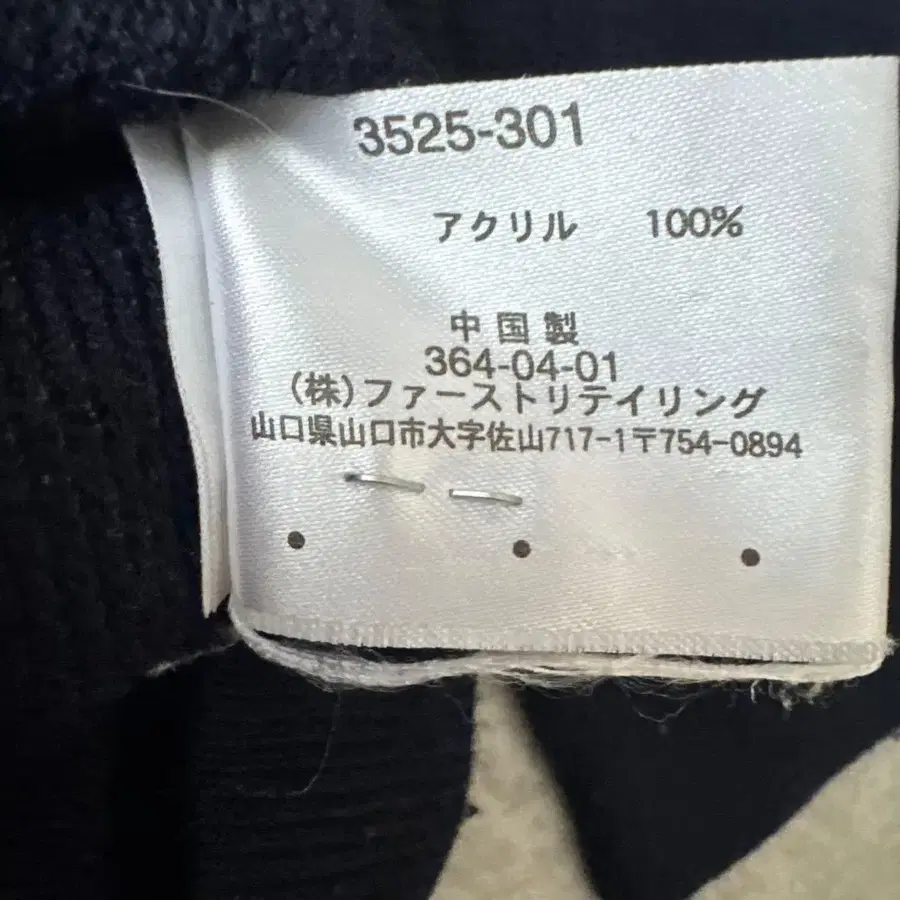 3525-301
アクリル 100%
中国製
364-04-01
(株)ファーストリテイリング
山口県山口市大字佐山717-1〒754-0894